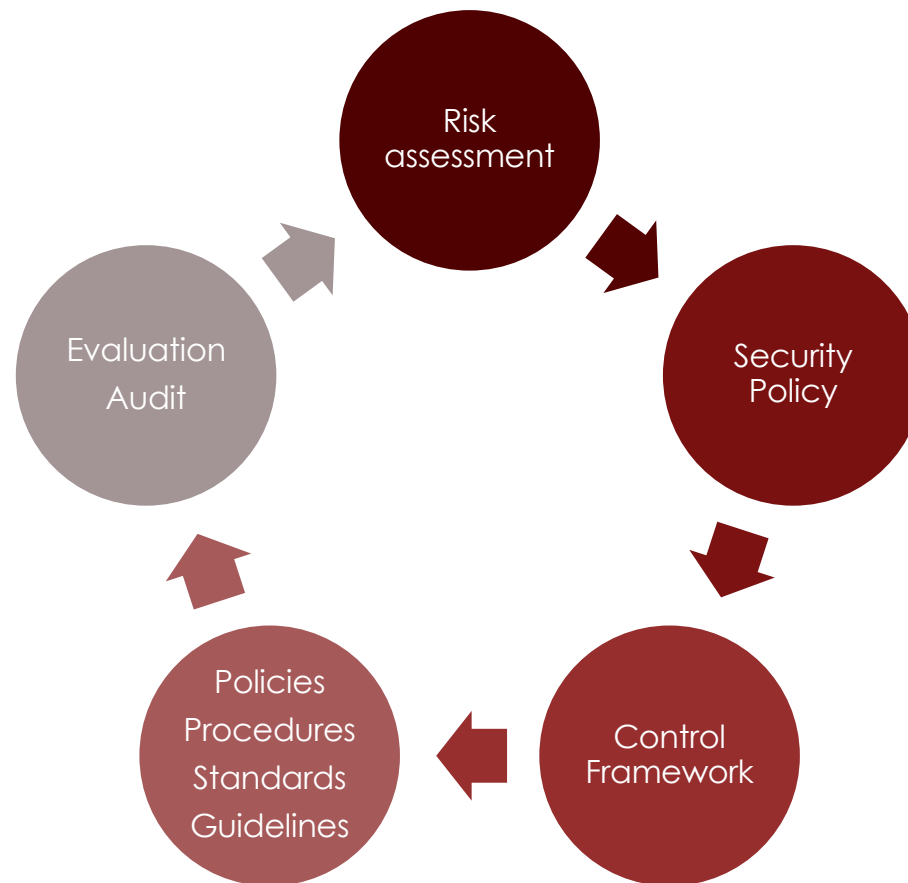 Risk
assessment
Security
Policy
Control
Framework
Policies
Procedures
Standards
Guidelines
Evaluation
Audit